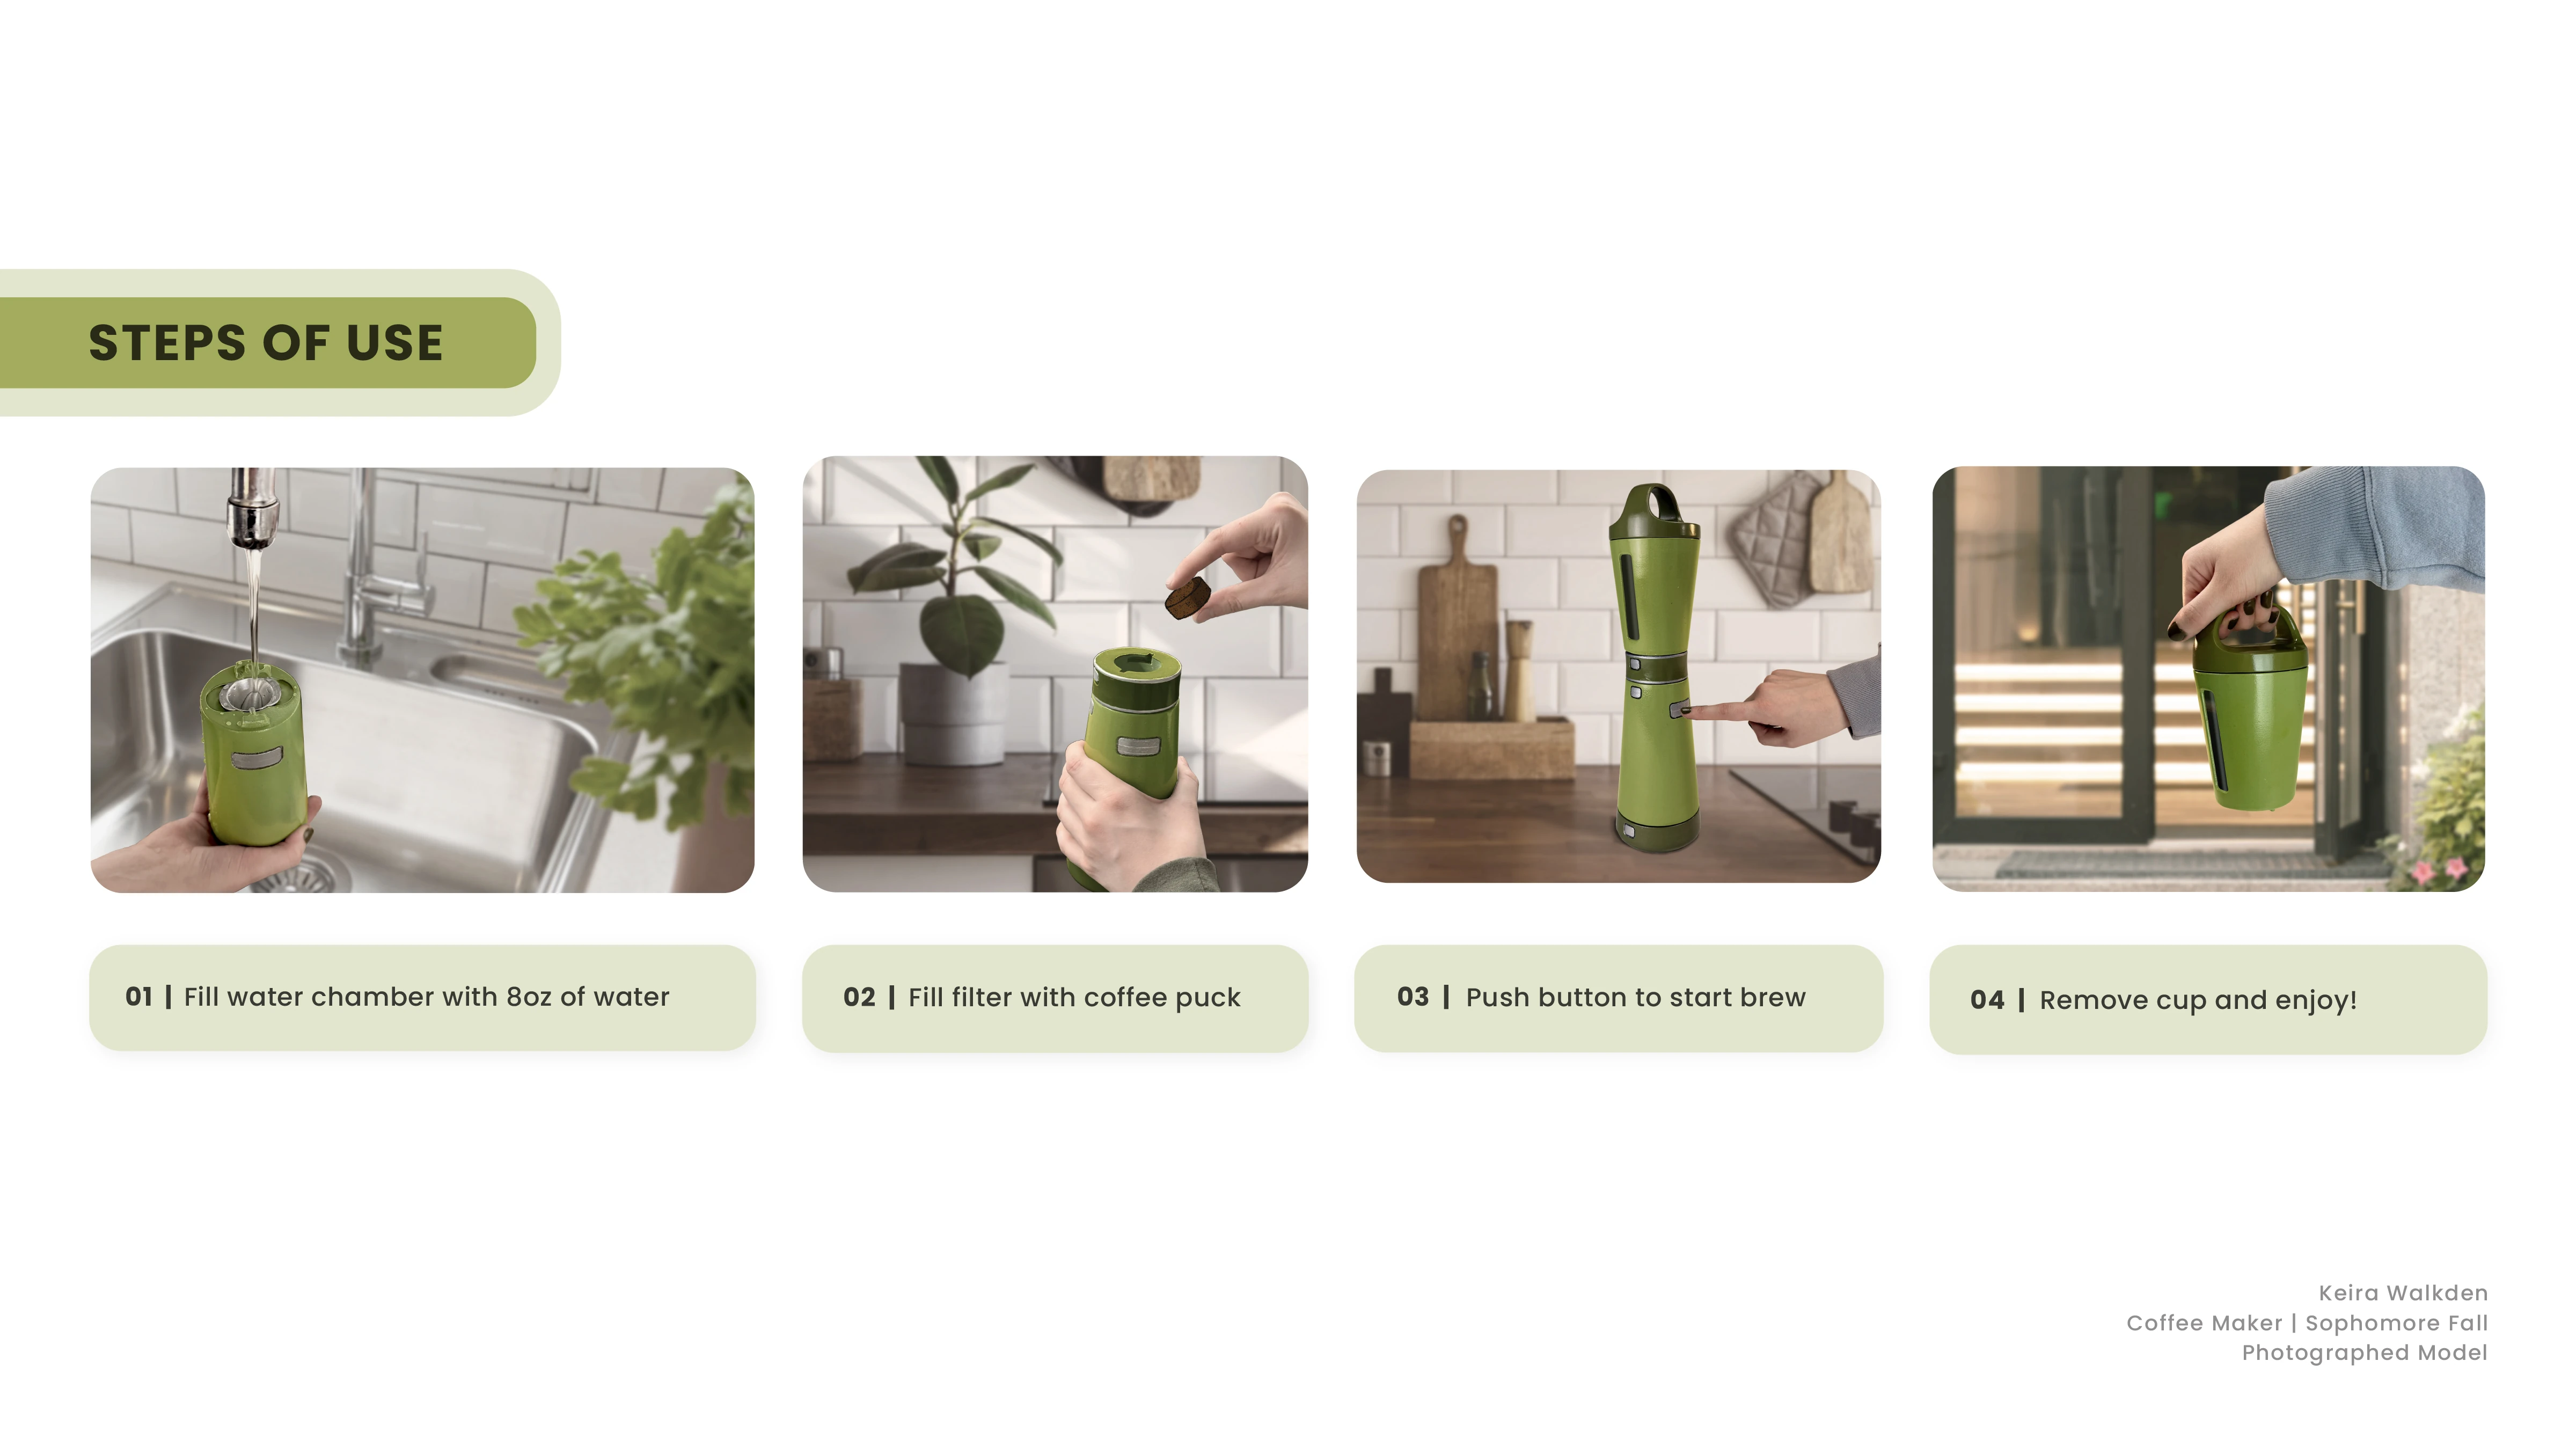 STEPS OF USE
01 | Fill water chamber with 8oz of water
02 | Fill filter with coffee puck
03 | Push button to start brew
04 | Remove cup and enjoy!
Keira Walkden
Coffee Maker | Sophomore Fall
Photographed Model